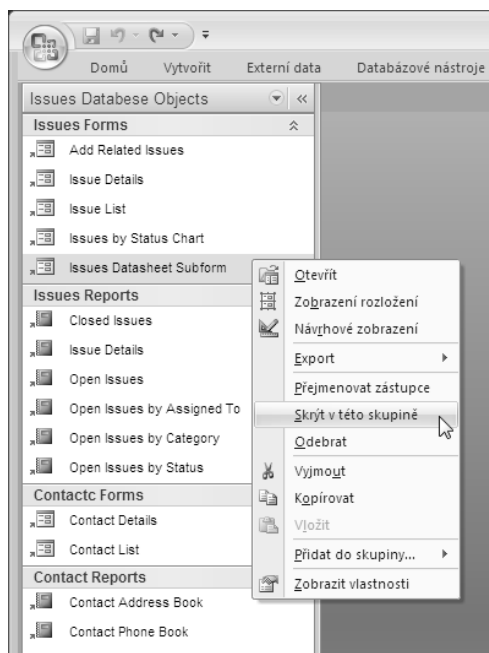 Domů Vytvořit Externí data Databázové nástroje
Issues Databese Objects
Issues Forms
Add Related Issues
Issue Details
Issue List
Issues by Status Chart
Issues Datasheet Subform
Issues Reports
Closed Issues
Issue Details
Open Issues
Open Issues by Assigned To
Open Issues by Category
Open Issues by Status
Contactc Forms
Contact Details
Contact List
Contact Reports
Contact Address Book
Contact Phone Book
Otevřít
Zobrazení rozložení
Návrhové zobrazení
Export
Přejmenovat zástupce
Skrýt v této skupině
Odebrat
Vyjmout
Kopírovat
Vložit
Přidat do skupiny...
Zobrazit vlastnosti